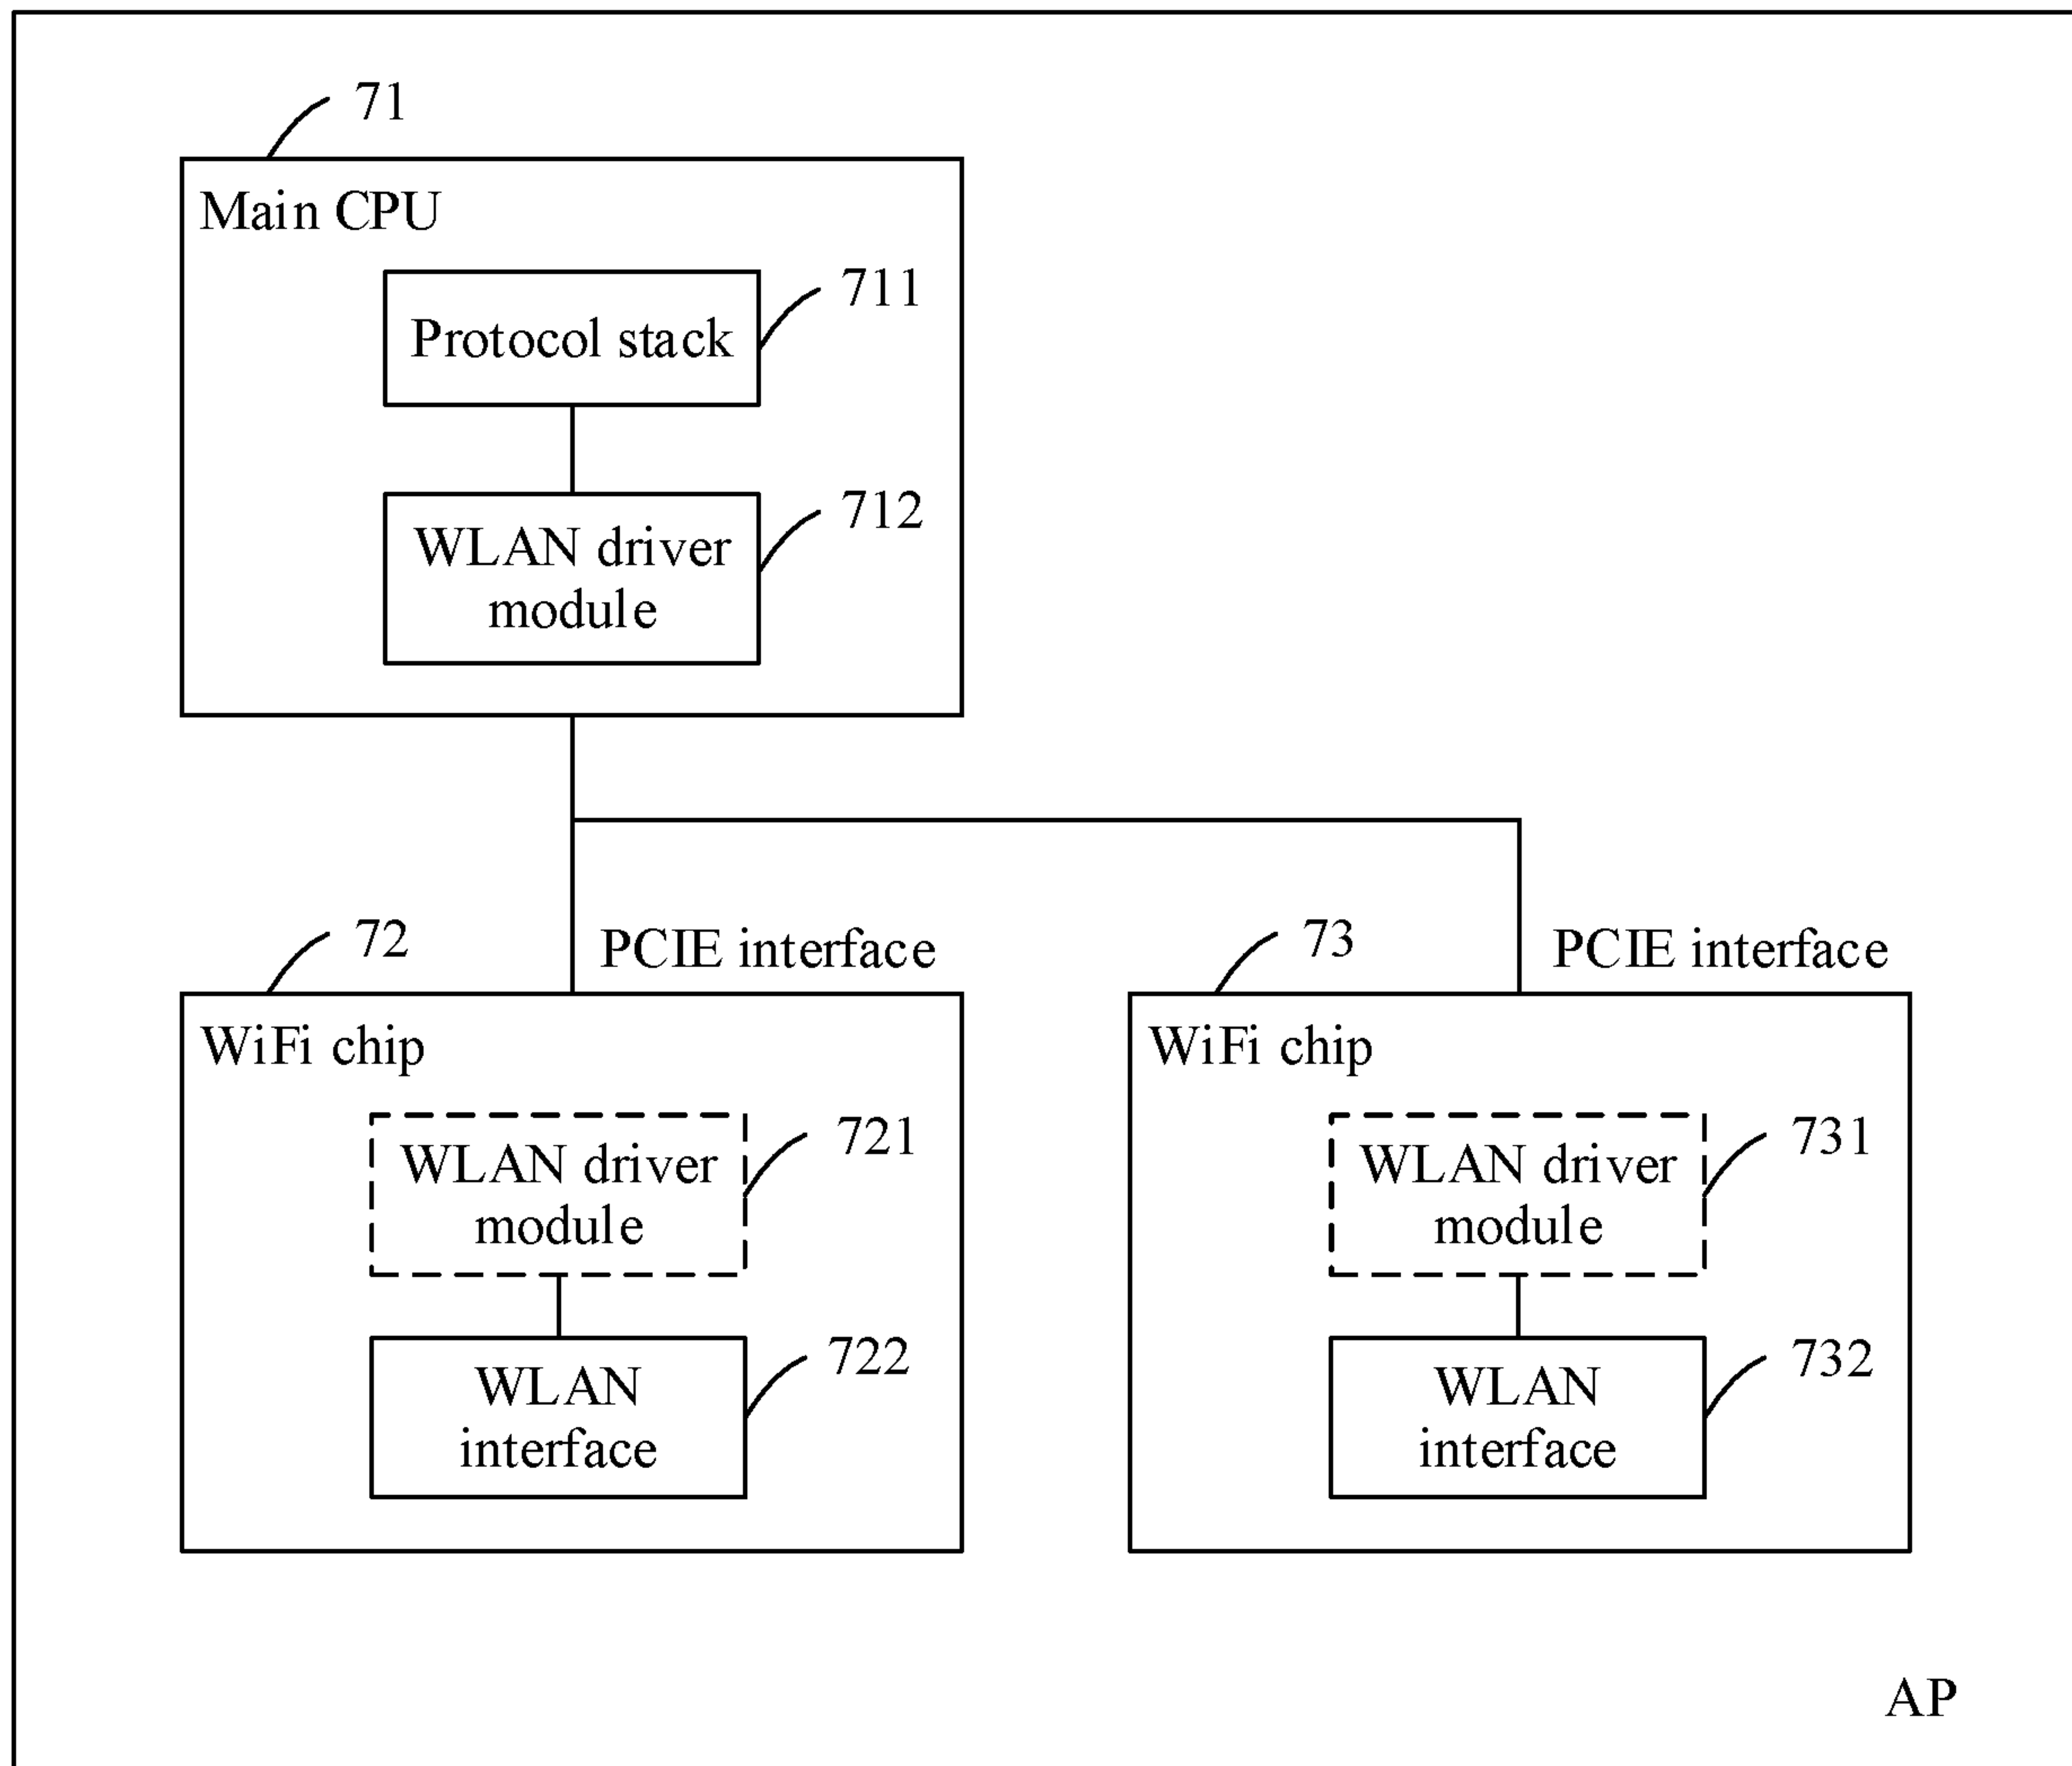 71
Main CPU
711
Protocol stack
712
WLAN driver
module
72
PCIE interface
73
PCIE interface
WiFi chip
WiFi chip
721
WLAN driver
module
731
WLAN driver
module
722
WLAN
interface
732
WLAN
interface
AP